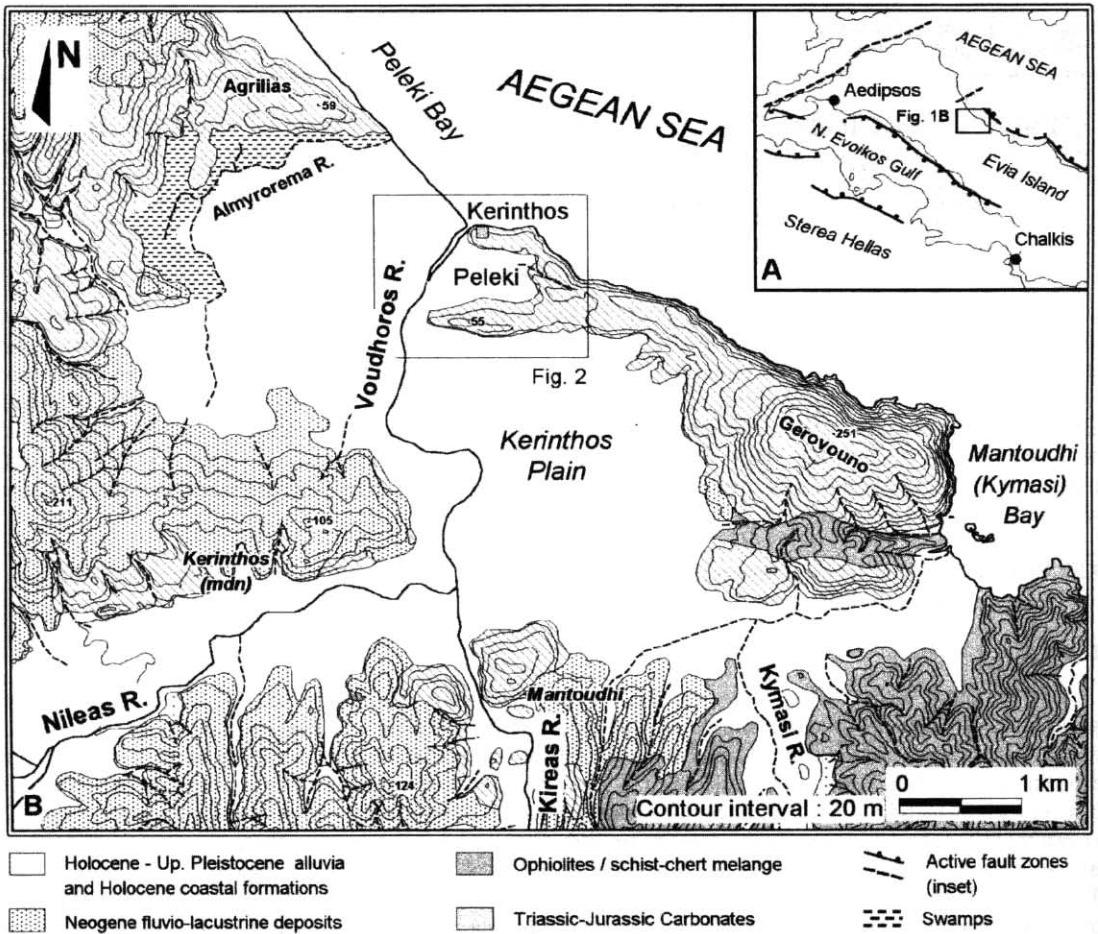 N
Agrilias
59
Peleki Bay
AEGEAN SEA
Almyrorema R.
Kerinthos
Peleki
55
Voudhoros R.
Fig. 2
Kerinthos
Plain
Gerovouno
251
Mantoudhi
(Kymasi)
Bay
211
105
Kerinthos
(mdn)
Nileas R.
Mantoudhi
Kireas R.
Kymasi R.
124
B
0 1 km
Contour interval : 20 m
AEGEAN SEA
Aedipsos
Fig. 1B
N. Evoikos Gulf
Evia Island
Sterea Hellas
Chalkis
A
Holocene - Up. Pleistocene alluvia
and Holocene coastal formations
Neogene fluvio-lacustrine deposits
Ophiolites / schist-chert melange
Triassic-Jurassic Carbonates
Active fault zones
(inset)
Swamps